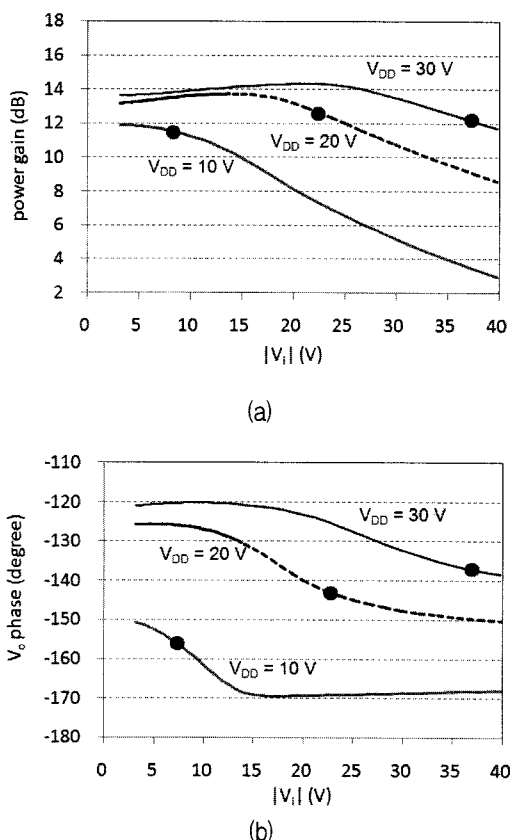 18
16
14
12
10
8
6
4
2
power gain (dB)
V_DD = 30 V
V_DD = 20 V
V_DD = 10 V
0 5 10 15 20 25 30 35 40
|V_i| (V)
(a)
-110
-120
-130
-140
-150
-160
-170
-180
V_o phase (degree)
V_DD = 30 V
V_DD = 20 V
V_DD = 10 V
0 5 10 15 20 25 30 35 40
|V_i| (V)
(b)